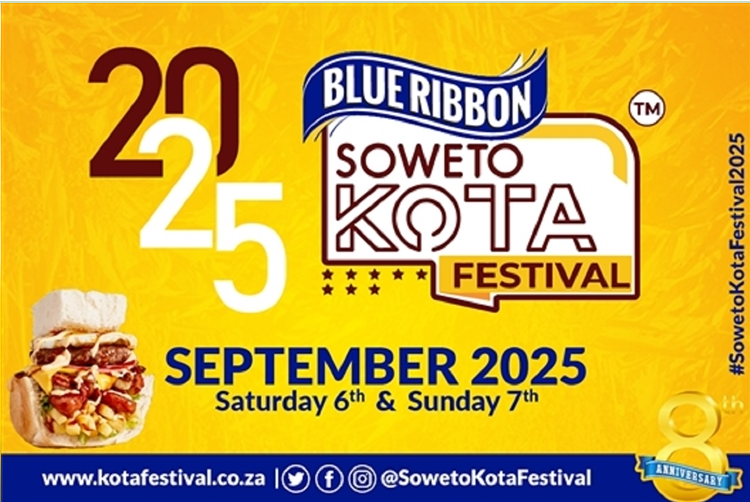 2025
BLUE RIBBON
TM
SOWETO
KOTA
FESTIVAL
#SowetoKotaFestival2025
SEPTEMBER 2025
Saturday 6th & Sunday 7th
8th
ANNIVERSARY
www.kotafestival.co.za | @SowetoKotaFestival